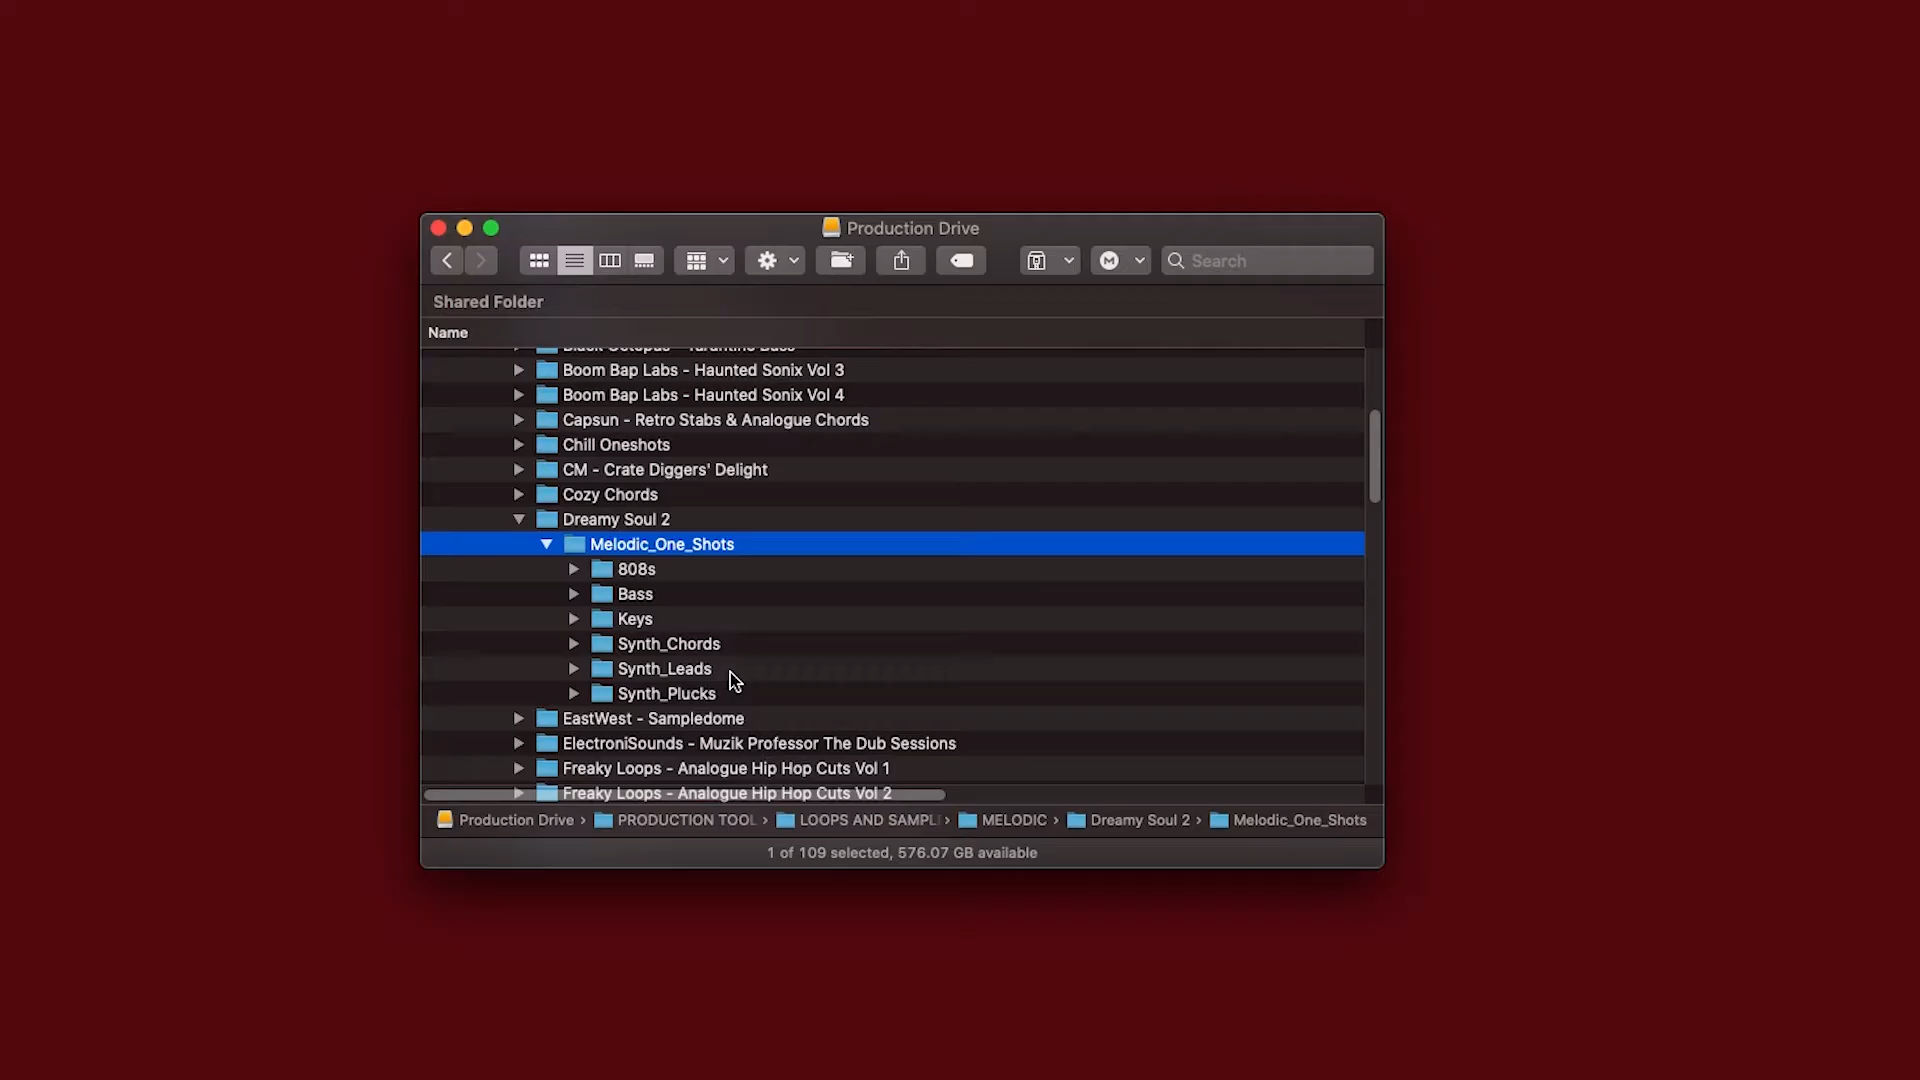 Production Drive
Search
Shared Folder
Name
Boom Bap Labs - Haunted Sonix Vol 3
Boom Bap Labs - Haunted Sonix Vol 4
Capsun - Retro Stabs & Analogue Chords
Chill Oneshots
CM - Crate Diggers' Delight
Cozy Chords
Dreamy Soul 2
Melodic_One_Shots
808s
Bass
Keys
Synth_Chords
Synth_Leads
Synth_Plucks
EastWest - Sampledome
ElectroniSounds - Muzik Professor The Dub Sessions
Freaky Loops - Analogue Hip Hop Cuts Vol 1
Freaky Loops - Analogue Hip Hop Cuts Vol 2
Production Drive › PRODUCTION TOOL › LOOPS AND SAMPL › MELODIC › Dreamy Soul 2 › Melodic_One_Shots
1 of 109 selected, 576.07 GB available